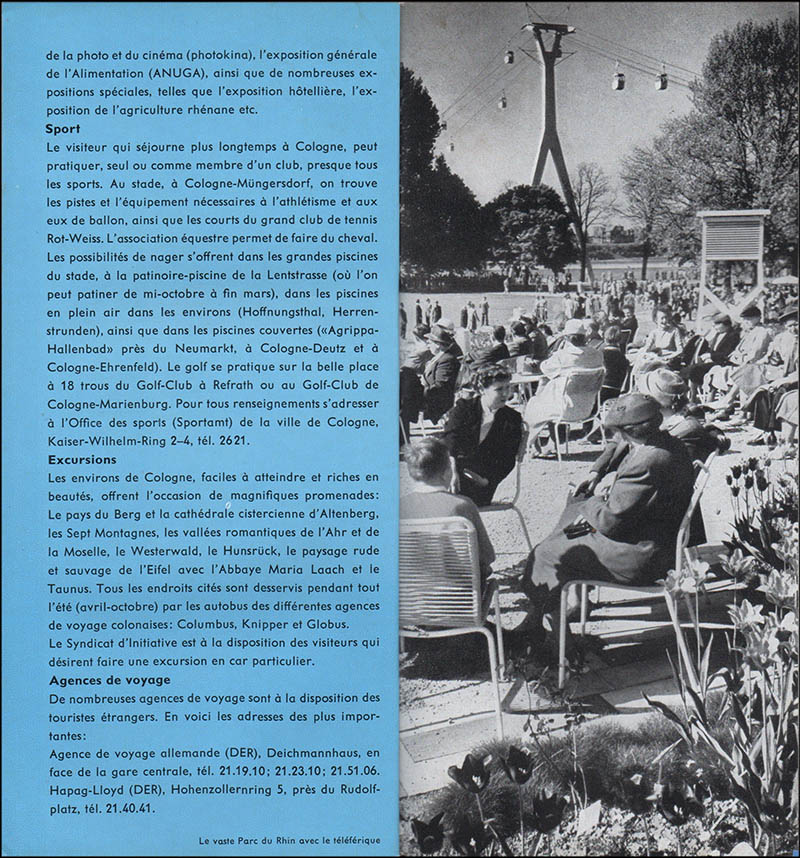 de la photo et du cinéma (photokina), l'exposition générale
de l'Alimentation (ANUGA), ainsi que de nombreuses ex-
positions spéciales, telles que l'exposition hôtellière, l'ex-
position de l'agriculture rhénane etc.
Sport
Le visiteur qui séjourne plus longtemps à Cologne, peut
pratiquer, seul ou comme membre d'un club, presque tous
les sports. Au stade, à Cologne-Müngersdorf, on trouve
les pistes et l'équipement nécessaires à l'athlétisme et aux
eux de ballon, ainsi que les courts du grand club de tennis
Rot-Weiss. L'association équestre permet de faire du cheval.
Les possibilités de nager s'offrent dans les grandes piscines
du stade, à la patinoire-piscine de la Lentstrasse (où l'on
peut patiner de mi-octobre à fin mars), dans les piscines
en plein air dans les environs (Hoffnungsthal, Herren-
strunden), ainsi que dans les piscines couvertes («Agrippa-
Hallenbad» près du Neumarkt, à Cologne-Deutz et à
Cologne-Ehrenfeld). Le golf se pratique sur la belle place
à 18 trous du Golf-Club à Refrath ou au Golf-Club de
Cologne-Marienburg. Pour tous renseignements s'adresser
à l'Office des sports (Sportamt) de la ville de Cologne,
Kaiser-Wilhelm-Ring 2-4, tél. 2621.
Excursions
Les environs de Cologne, faciles à atteindre et riches en
beautés, offrent l'occasion de magnifiques promenades:
Le pays du Berg et la cathédrale cistercienne d'Altenberg,
les Sept Montagnes, les vallées romantiques de l'Ahr et de
la Moselle, le Westerwald, le Hunsrück, le paysage rude
et sauvage de l'Eifel avec l'Abbaye Maria Laach et le
Taunus. Tous les endroits cités sont desservis pendant tout
l'été (avril-octobre) par les autobus des différentes agences
de voyage colonaises: Columbus, Knipper et Globus.
Le Syndicat d'Initiative est à la disposition des visiteurs qui
désirent faire une excursion en car particulier.
Agences de voyage
De nombreuses agences de voyage sont à la disposition des
touristes étrangers. En voici les adresses des plus impor-
tantes:
Agence de voyage allemande (DER), Deichmannhaus, en
face de la gare centrale, tél. 21.19.10; 21.23.10; 21.51.06.
Hapag-Lloyd (DER), Hohenzollernring 5, près du Rudolf-
platz, tél. 21.40.41.
Le vaste Parc du Rhin avec le téléférique